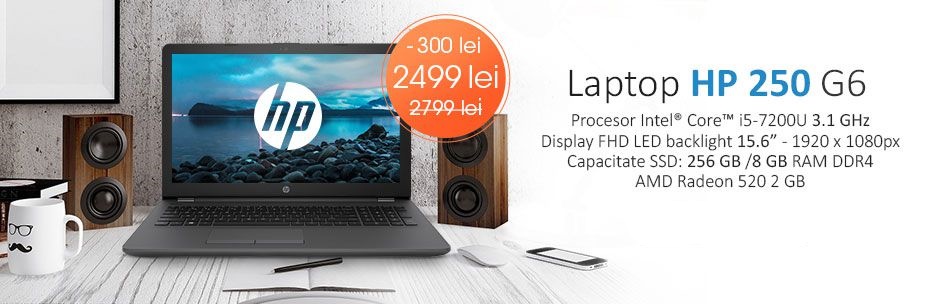 - 300 lei
2499 lei
2799 lei
hp
Laptop HP 250 G6
Procesor Intel® Core™ i5-7200U 3.1 GHz
Display FHD LED backlight 15.6” - 1920 x 1080px
Capacitate SSD: 256 GB /8 GB RAM DDR4
AMD Radeon 520 2 GB